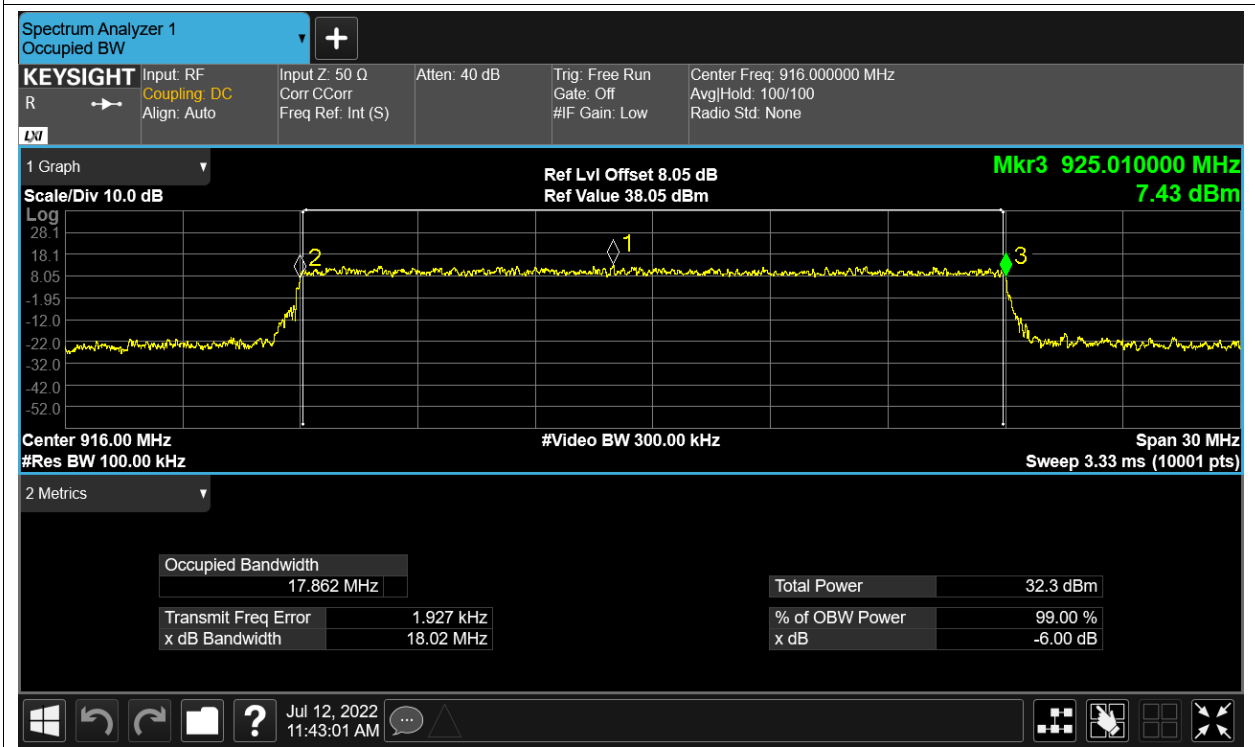 Spectrum Analyzer 1
Occupied BW
KEYSIGHT
R
LXI
Input: RF
Coupling: DC
Align: Auto
Input Z: 50 Ω
Corr CCorr
Freq Ref: Int (S)
Atten: 40 dB
Trig: Free Run
Gate: Off
#IF Gain: Low
Center Freq: 916.000000 MHz
Avg|Hold: 100/100
Radio Std: None
1 Graph
Scale/Div 10.0 dB
Ref Lvl Offset 8.05 dB
Ref Value 38.05 dBm
Mkr3 925.010000 MHz
7.43 dBm
Log
28.1
18.1
8.05
-1.95
-12.0
-22.0
-32.0
-42.0
-52.0
2
1
3
Center 916.00 MHz
#Res BW 100.00 kHz
#Video BW 300.00 kHz
Span 30 MHz
Sweep 3.33 ms (10001 pts)
2 Metrics
Occupied Bandwidth
17.862 MHz
Transmit Freq Error 1.927 kHz
x dB Bandwidth 18.02 MHz
Total Power 32.3 dBm
% of OBW Power 99.00 %
x dB -6.00 dB
?
Jul 12, 2022
11:43:01 AM